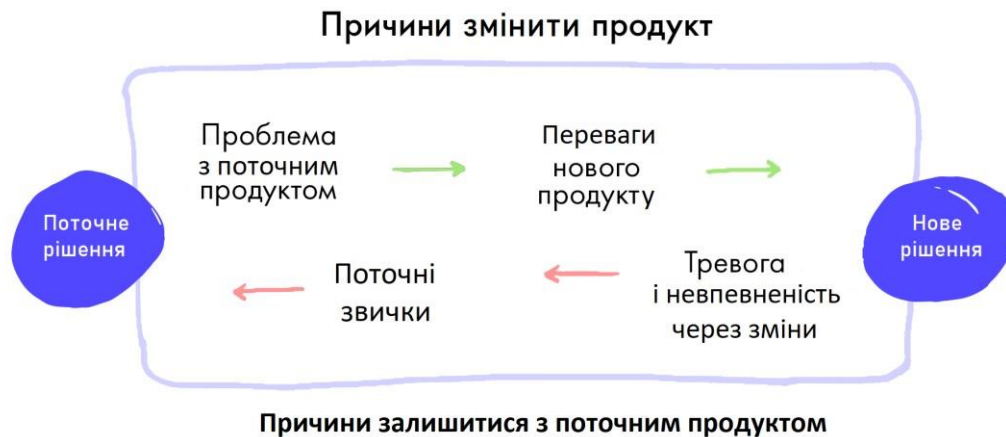 Причини змінити продукт
Проблема
з поточним
продуктом
Переваги
нового
продукту
Поточне
рішення
Нове
рішення
Поточні
звички
Тревога
і невпевненість
через зміни
Причини залишитися з поточним продуктом